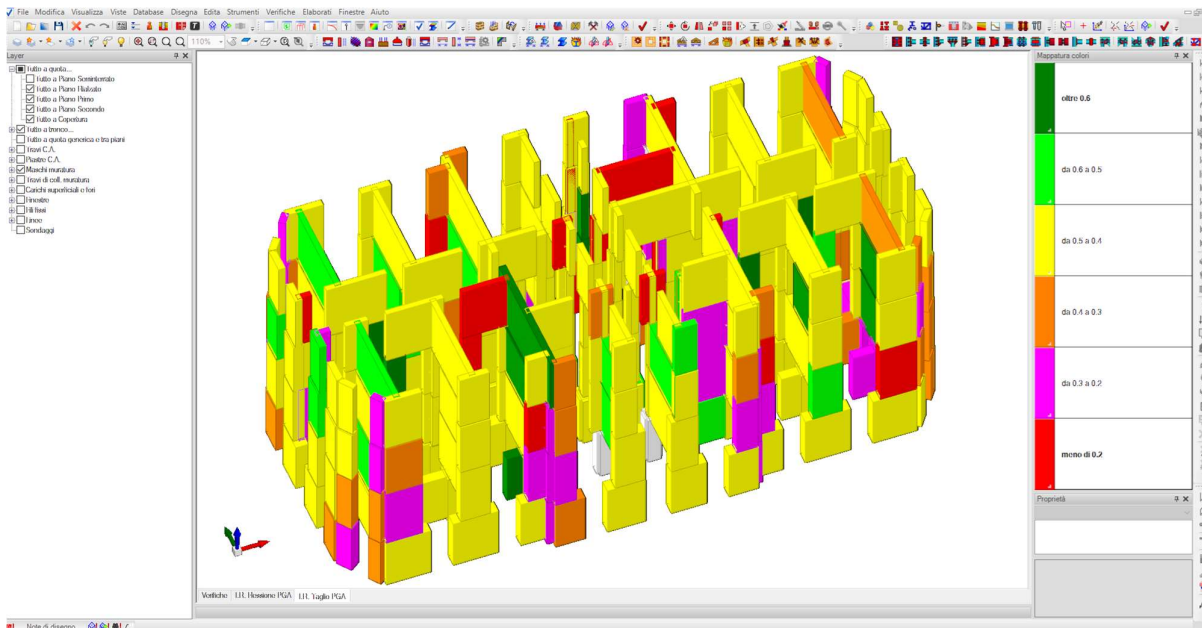 File Modifica Visualizza Viste Database Disegna Edita Strumenti Verifiche Elaborati Finestre Aiuto
110%
Layer
Tutto a quota...
Tutto a Piano Seminterrato
Tutto a Piano Rialzato
Tutto a Piano Primo
Tutto a Piano Secondo
Tutto a Copertura
Tutto a tronco...
Tutto a quota generica e tra piani
Travi C.A.
Piastre C.A.
Maschi muratura
Travi di coll. muratura
Carichi superficiali e fori
Finestre
Fili fissi
Linee
Sondaggi
Mappatura colori
oltre 0.6
da 0.6 a 0.5
da 0.5 a 0.4
da 0.4 a 0.3
da 0.3 a 0.2
meno di 0.2
Proprietà
Verifiche I.R. Flessione PGA I.R. Taglio PGA
Note di disegno